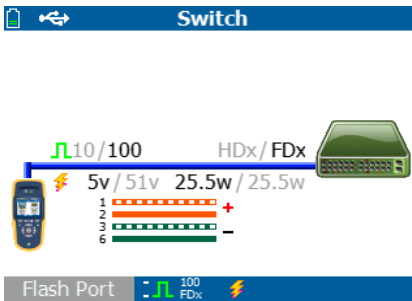 Switch
10/100 HDx/FDx
5v/51v 25.5w/25.5w
1
2
+
3
6
−
Flash Port 100 FDx